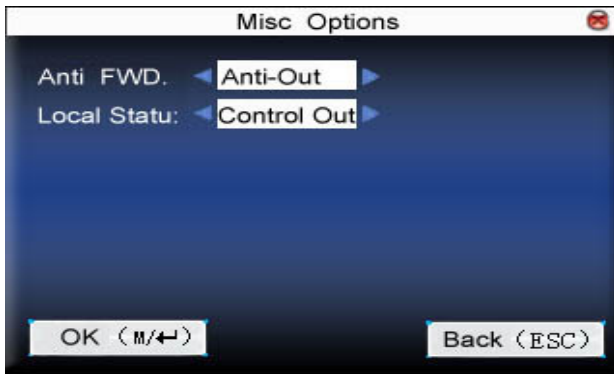 Misc Options
Anti FWD. Anti-Out
Local Statu: Control Out
OK (M/↵) Back (ESC)